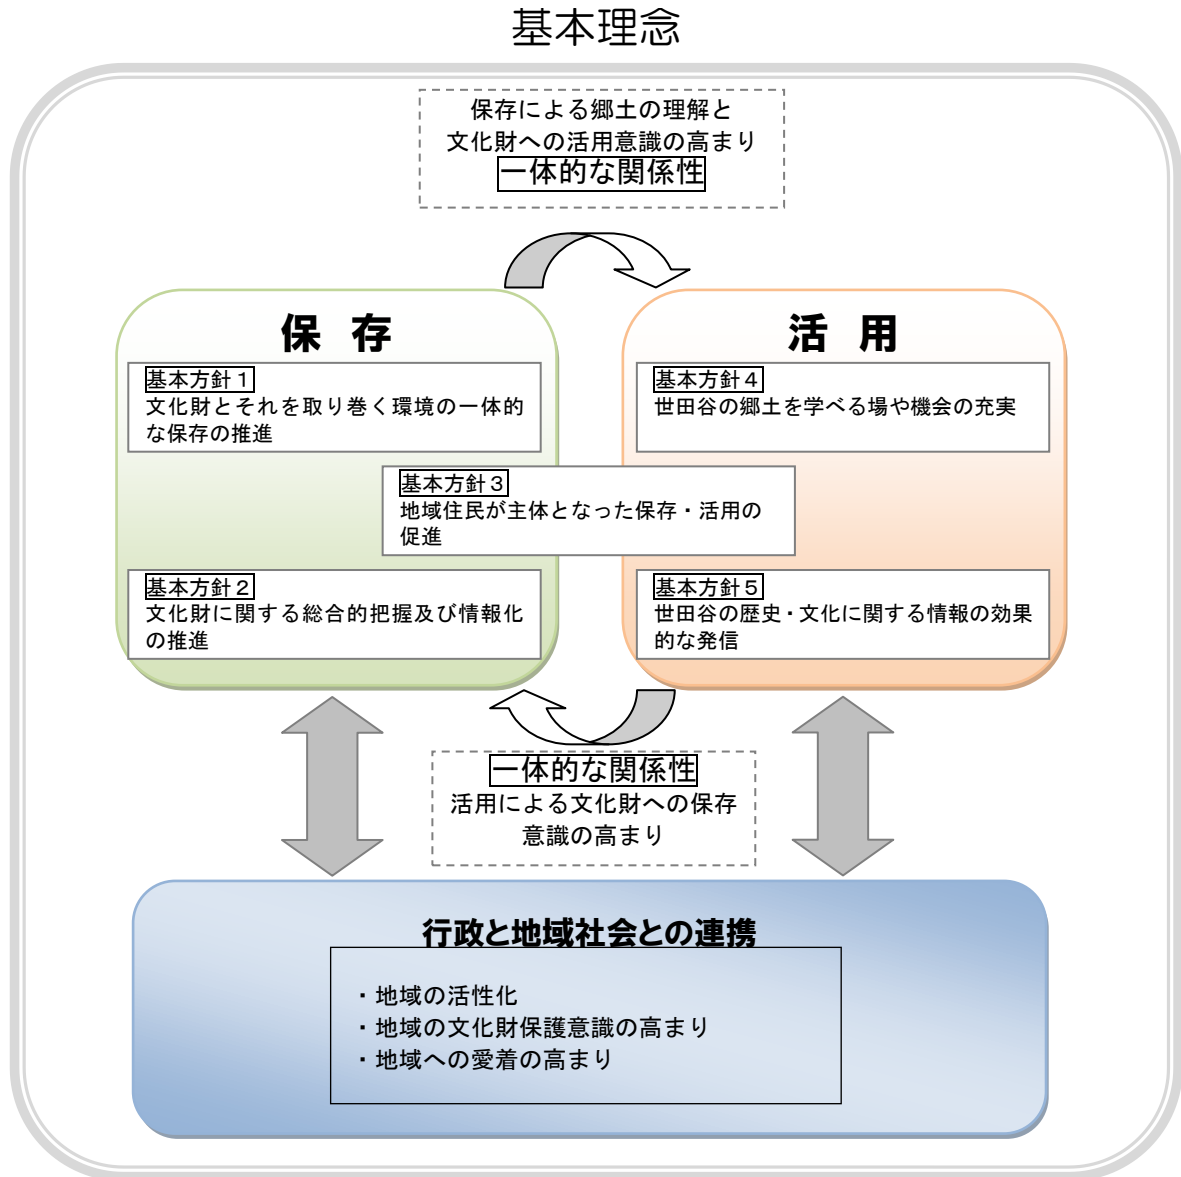 基本理念
保存による郷土の理解と
文化財への活用意識の高まり
一体的な関係性
保 存
基本方針１
文化財とそれを取り巻く環境の一体的
な保存の推進
活 用
基本方針４
世田谷の郷土を学べる場や機会の充実
基本方針３
地域住民が主体となった保存・活用の
促進
基本方針２
文化財に関する総合的把握及び情報化
の推進
基本方針５
世田谷の歴史・文化に関する情報の効果
的な発信
一体的な関係性
活用による文化財への保存
意識の高まり
行政と地域社会との連携
・地域の活性化
・地域の文化財保護意識の高まり
・地域への愛着の高まり